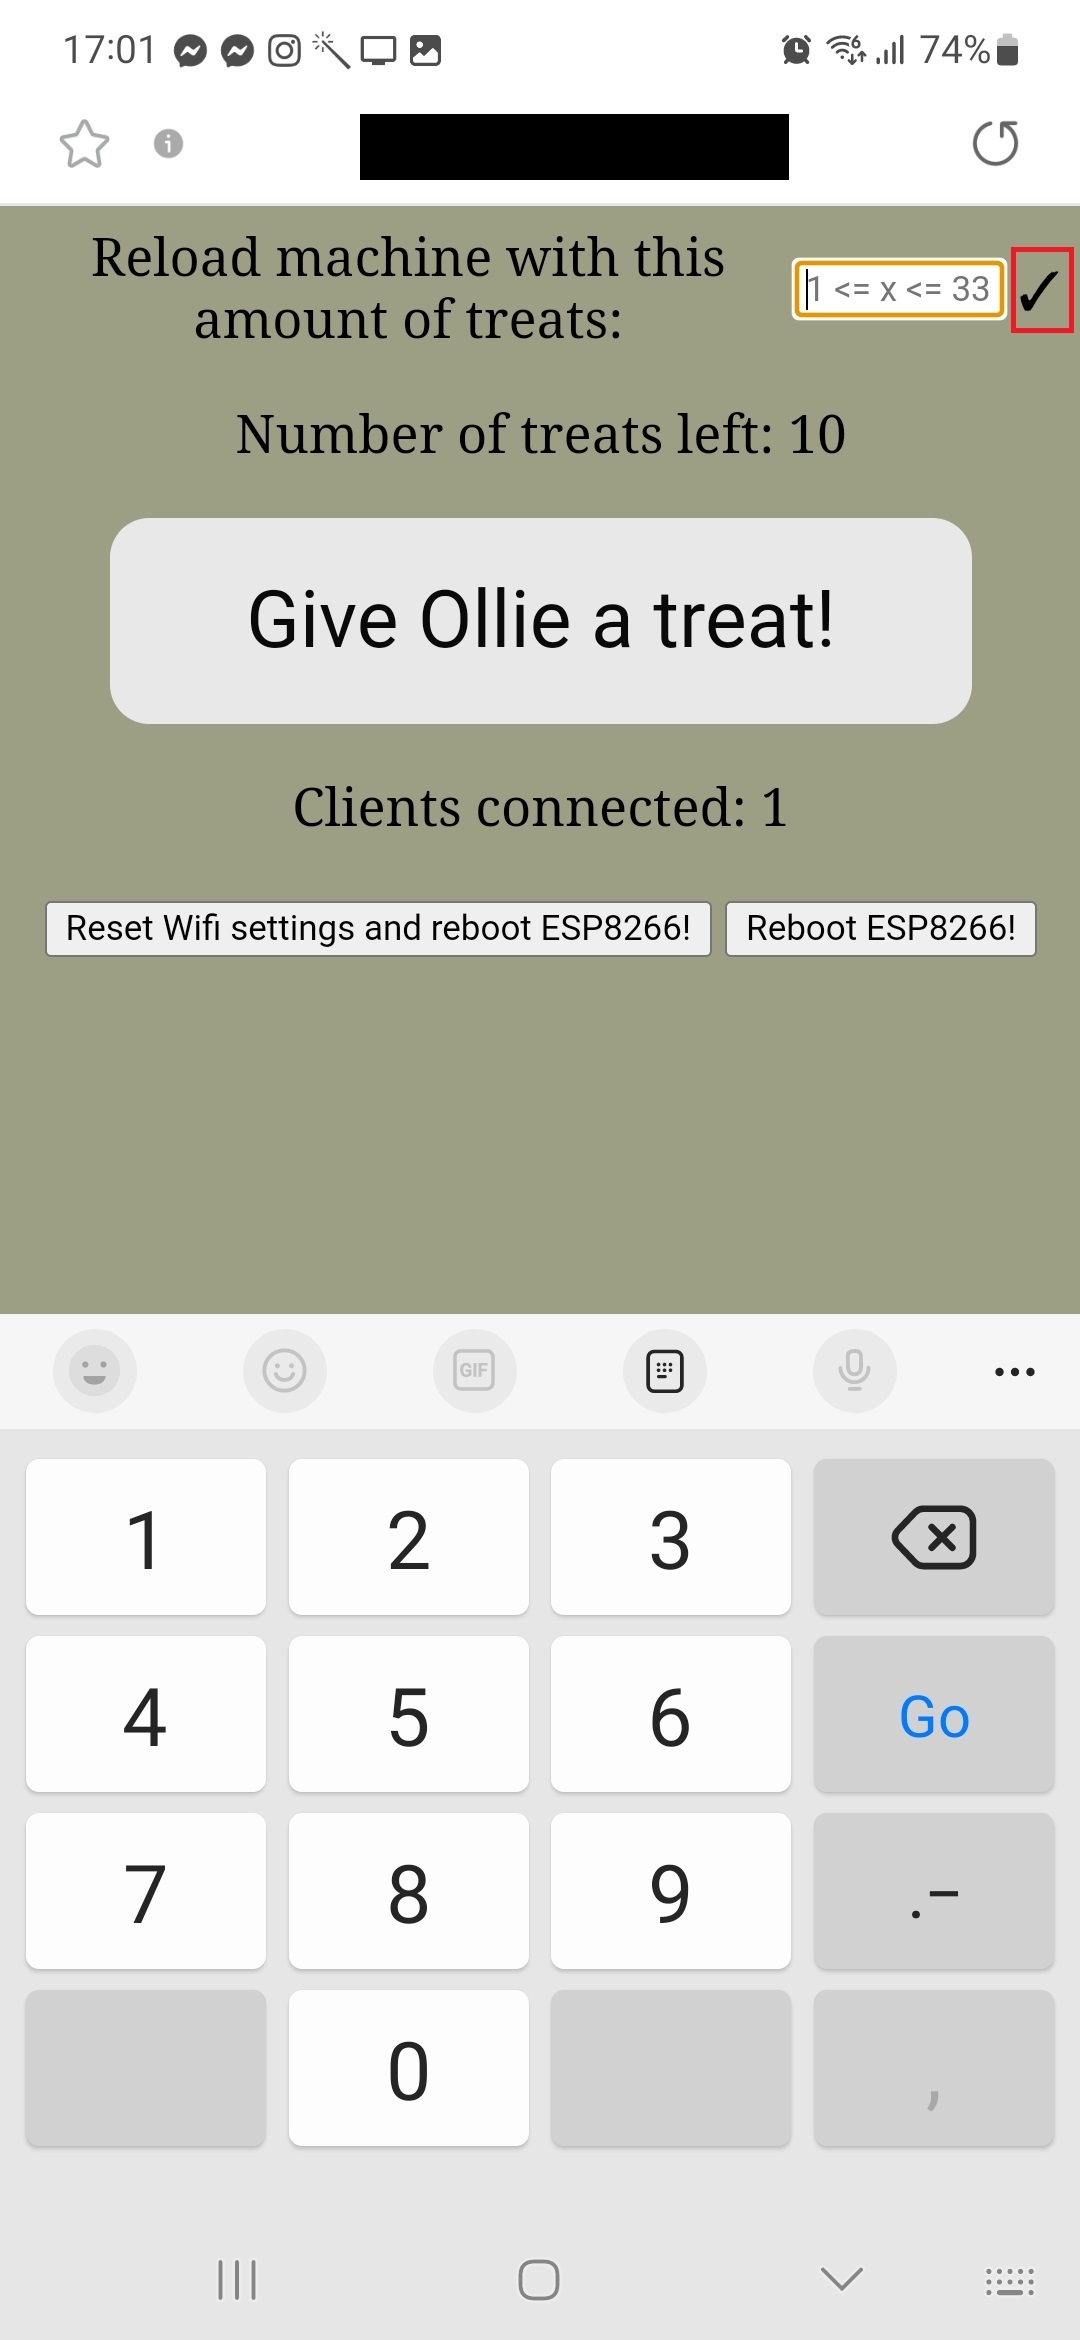 17:01 74%
Reload machine with this
amount of treats:
1 <= x <= 33 ✓
Number of treats left: 10
Give Ollie a treat!
Clients connected: 1
Reset Wifi settings and reboot ESP8266! Reboot ESP8266!
GIF
1 2 3
4 5 6 Go
7 8 9 .-
0 ,